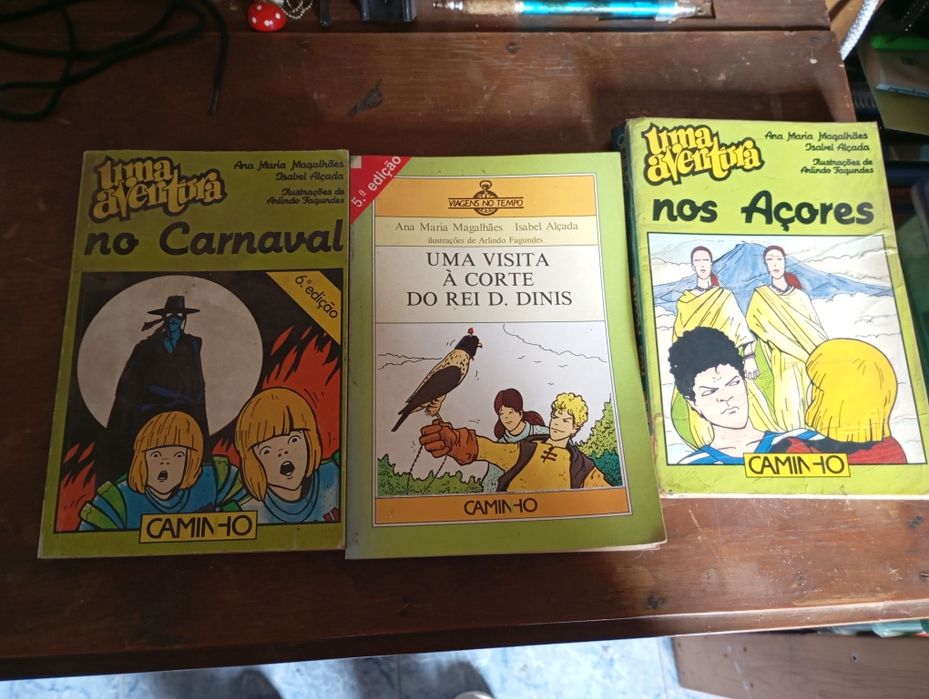 uma
aventura
Ana Maria Magalhães
Isabel Alçada
Ilustrações de
Arlindo Fagundes
no Carnaval
6.ª edição
CAMINHO
5.ª edição
VIAGENS NO TEMPO
Ana Maria Magalhães Isabel Alçada
ilustrações de Arlindo Fagundes
UMA VISITA
À CORTE
DO REI D. DINIS
CAMINHO
uma
aventura
Ana Maria Magalhães
Isabel Alçada
Ilustrações de
Arlindo Fagundes
nos Açores
CAMINHO